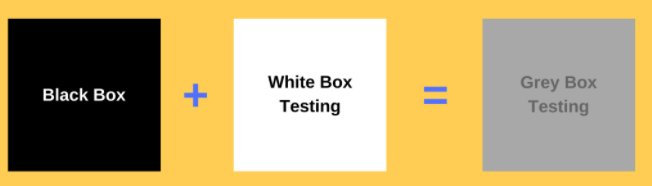 Black Box
+
White Box
Testing
=
Grey Box
Testing